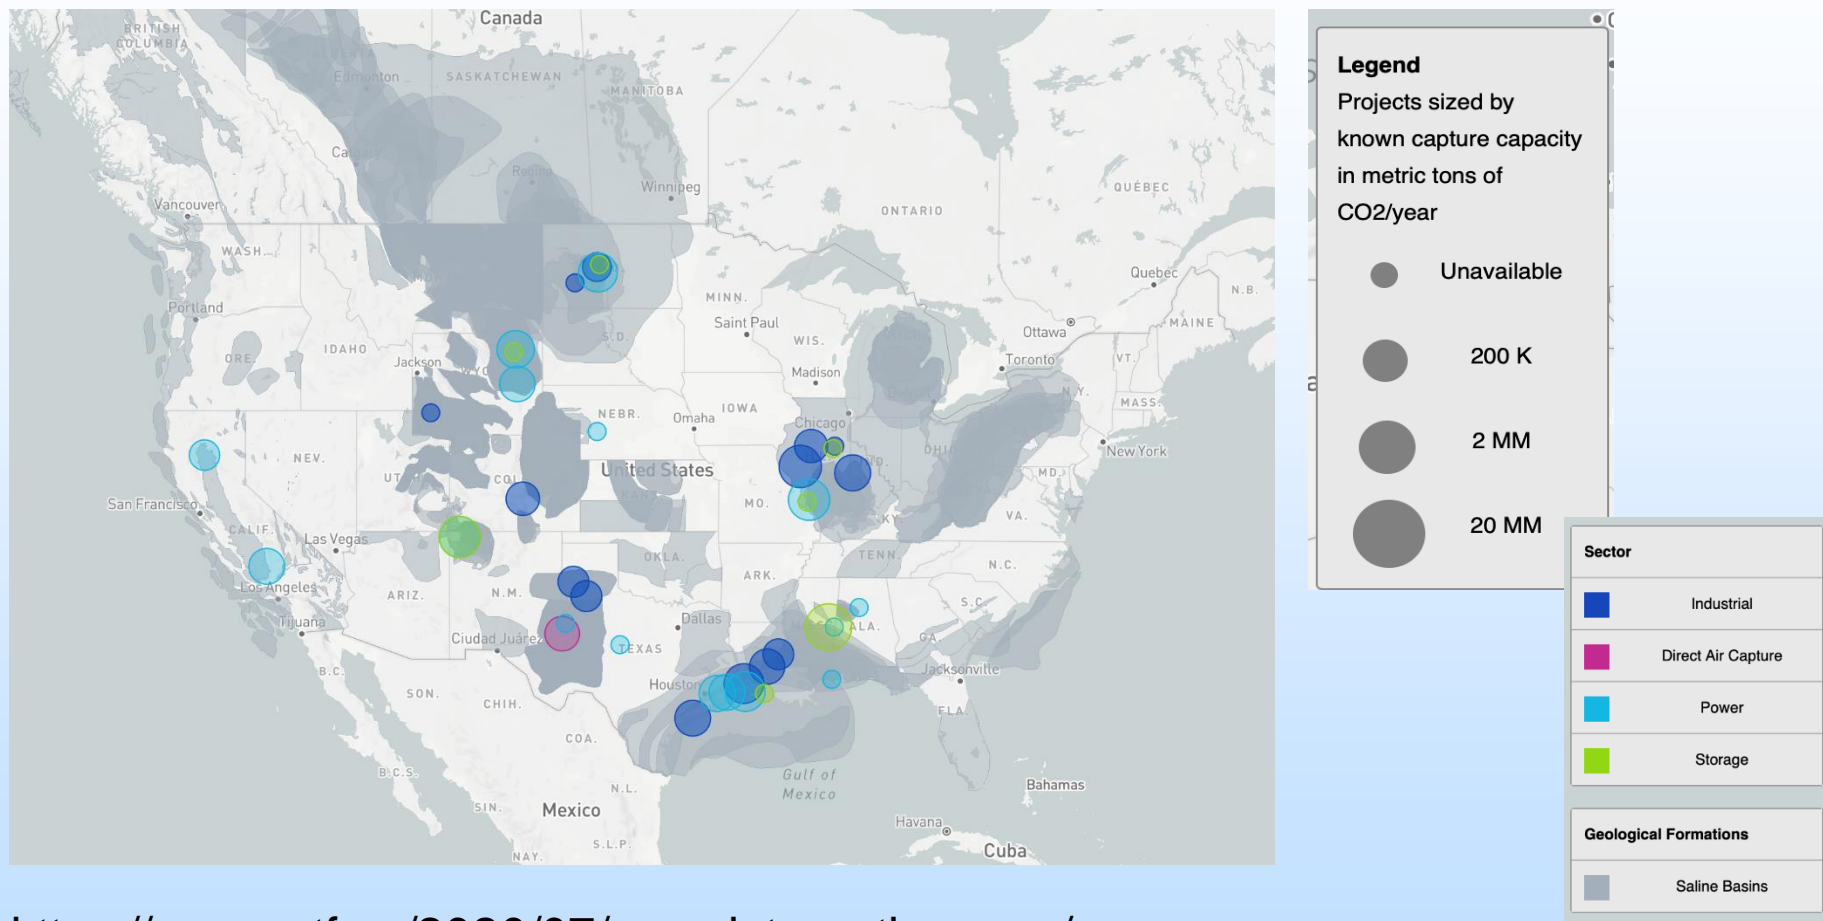 Canada
BRITISH
COLUMBIA
Edmonton
SASKATCHEWAN
MANITOBA
Regina
Winnipeg
Vancouver
QUÉBEC
ONTARIO
WASH.
Quebec
N.B.
Portland
MINN.
Saint Paul
Ottawa
MAINE
IDAHO
ORE.
Jackson
S.D.
WIS.
Toronto
VT.
Madison
N.Y.
MASS.
NEBR.
Omaha
IOWA
Chicago
New York
NEV.
United States
MD.
San Francisco
MO.
KY.
VA.
CALIF.
Las Vegas
OKLA.
TENN.
Los Angeles
ARIZ.
N.M.
ARK.
N.C.
S.C.
Tijuana
Ciudad Juárez
Dallas
TEXAS
ALA.
GA.
B.C.
Houston
Jacksonville
SON.
CHIH.
FLA.
COA.
B.C.S.
N.L.
Gulf of
Mexico
Bahamas
SIN.
Mexico
Havana
NAY.
S.L.P.
Cuba
Legend
Projects sized by
known capture capacity
in metric tons of
CO2/year
Unavailable
200 K
2 MM
20 MM
Sector
Industrial
Direct Air Capture
Power
Storage
Geological Formations
Saline Basins